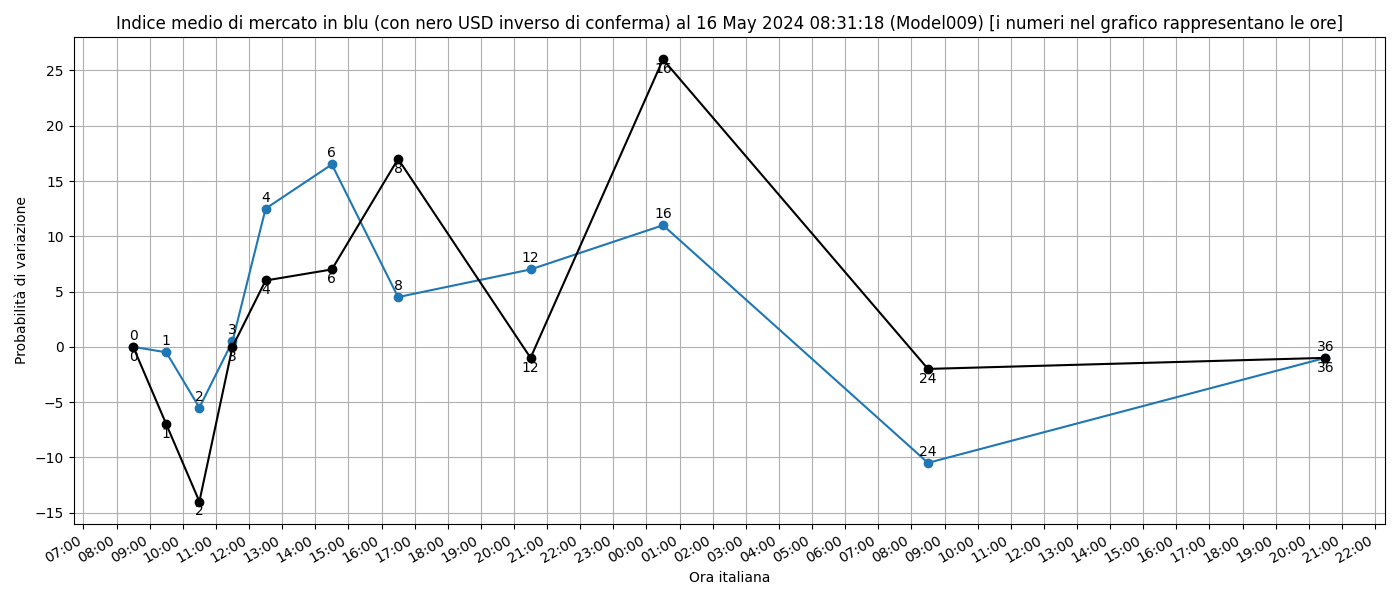 Indice medio di mercato in blu (con nero USD inverso di conferma) al 16 May 2024 08:31:18 (Model009) [i numeri nel grafico rappresentano le ore]
Probabilità di variazione
25
20
15
10
5
0
−5
−10
−15
0 1 2 3 4 6 8 12 16 24 36
0 1 2 3 4 6 8 12 16 24 36
07:00 08:00 09:00 10:00 11:00 12:00 13:00 14:00 15:00 16:00 17:00 18:00 19:00 20:00 21:00 22:00 23:00 00:00 01:00 02:00 03:00 04:00 05:00 06:00 07:00 08:00 09:00 10:00 11:00 12:00 13:00 14:00 15:00 16:00 17:00 18:00 19:00 20:00 21:00 22:00
Ora italiana